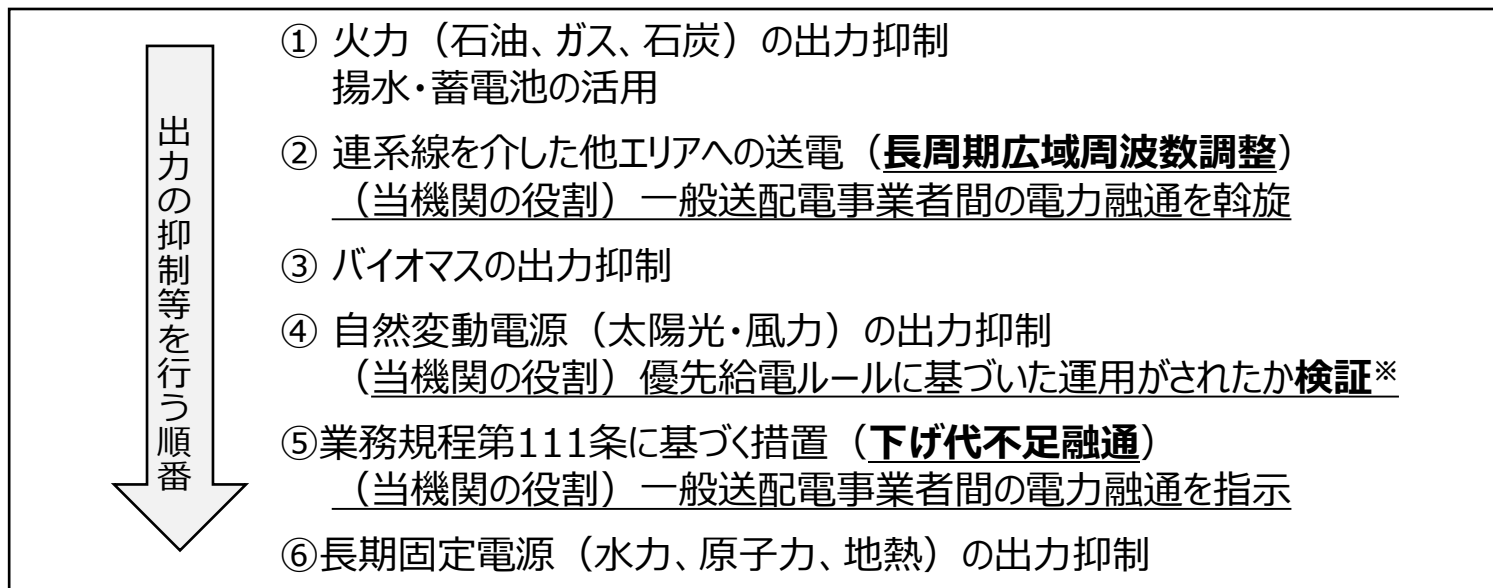 出力の抑制等を行う順番
① 火力（石油、ガス、石炭）の出力抑制
揚水・蓄電池の活用
② 連系線を介した他エリアへの送電（長周期広域周波数調整）
（当機関の役割）一般送配電事業者間の電力融通を斡旋
③ バイオマスの出力抑制
④ 自然変動電源（太陽光・風力）の出力抑制
（当機関の役割）優先給電ルールに基づいた運用がされたか検証※
⑤業務規程第111条に基づく措置（下げ代不足融通）
（当機関の役割）一般送配電事業者間の電力融通を指示
⑥長期固定電源（水力、原子力、地熱）の出力抑制